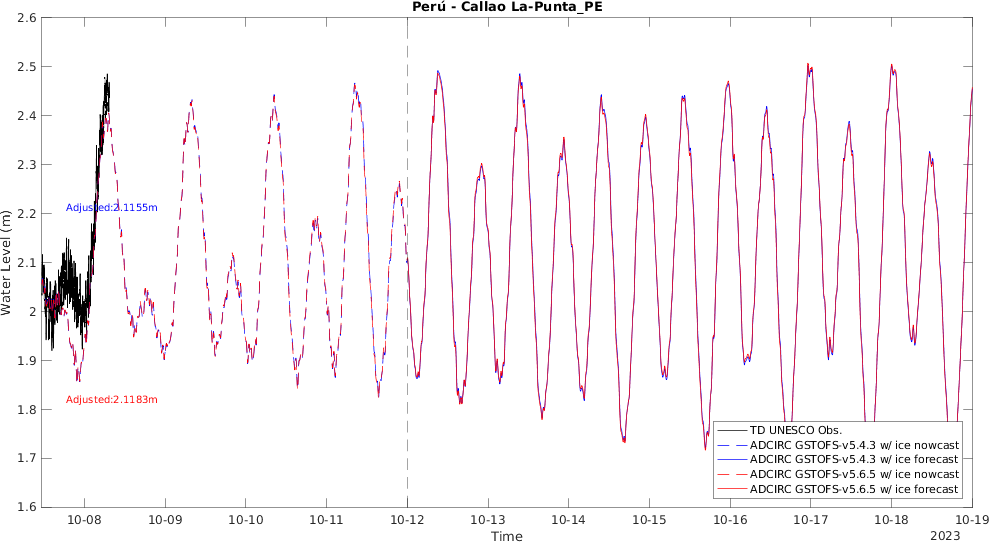 Perú - Callao La-Punta_PE
2.6
2.5
2.4
2.3
2.2
2.1
2
1.9
1.8
1.7
1.6
Water Level (m)
Adjusted:2.1155m
Adjusted:2.1183m
TD UNESCO Obs.
ADCIRC GSTOFS-v5.4.3 w/ ice nowcast
ADCIRC GSTOFS-v5.4.3 w/ ice forecast
ADCIRC GSTOFS-v5.6.5 w/ ice nowcast
ADCIRC GSTOFS-v5.6.5 w/ ice forecast
10-08 10-09 10-10 10-11 10-12 10-13 10-14 10-15 10-16 10-17 10-18 10-19
Time
2023